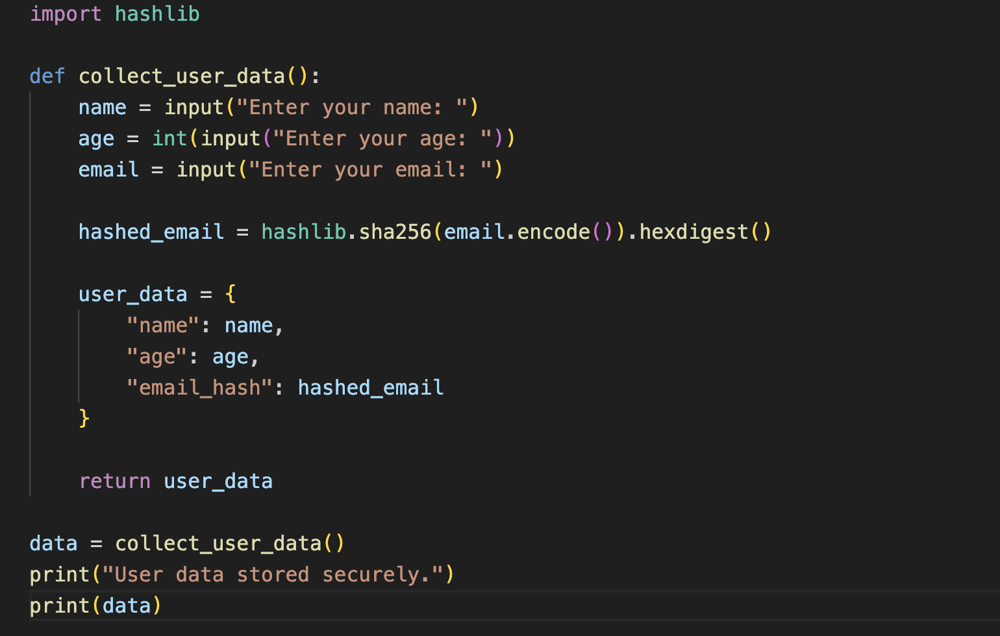 import hashlib

def collect_user_data():
    name = input("Enter your name: ")
    age = int(input("Enter your age: "))
    email = input("Enter your email: ")

    hashed_email = hashlib.sha256(email.encode()).hexdigest()

    user_data = {
        "name": name,
        "age": age,
        "email_hash": hashed_email
    }

    return user_data

data = collect_user_data()
print("User data stored securely.")
print(data)